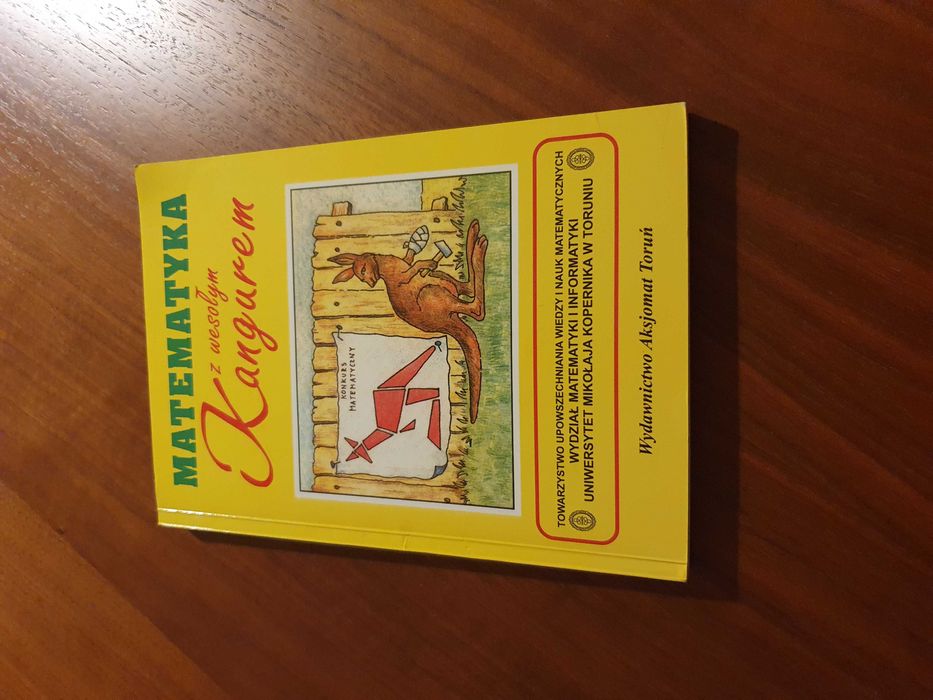 MATEMATYKA
z wesołym
Kangurem
KONKURS
MATEMATYCZNY
TOWARZYSTWO UPOWSZECHNIANIA WIEDZY I NAUK MATEMATYCZNYCH
WYDZIAŁ MATEMATYKI I INFORMATYKI
UNIWERSYTET MIKOŁAJA KOPERNIKA W TORUNIU
Wydawnictwo Aksjomat Toruń